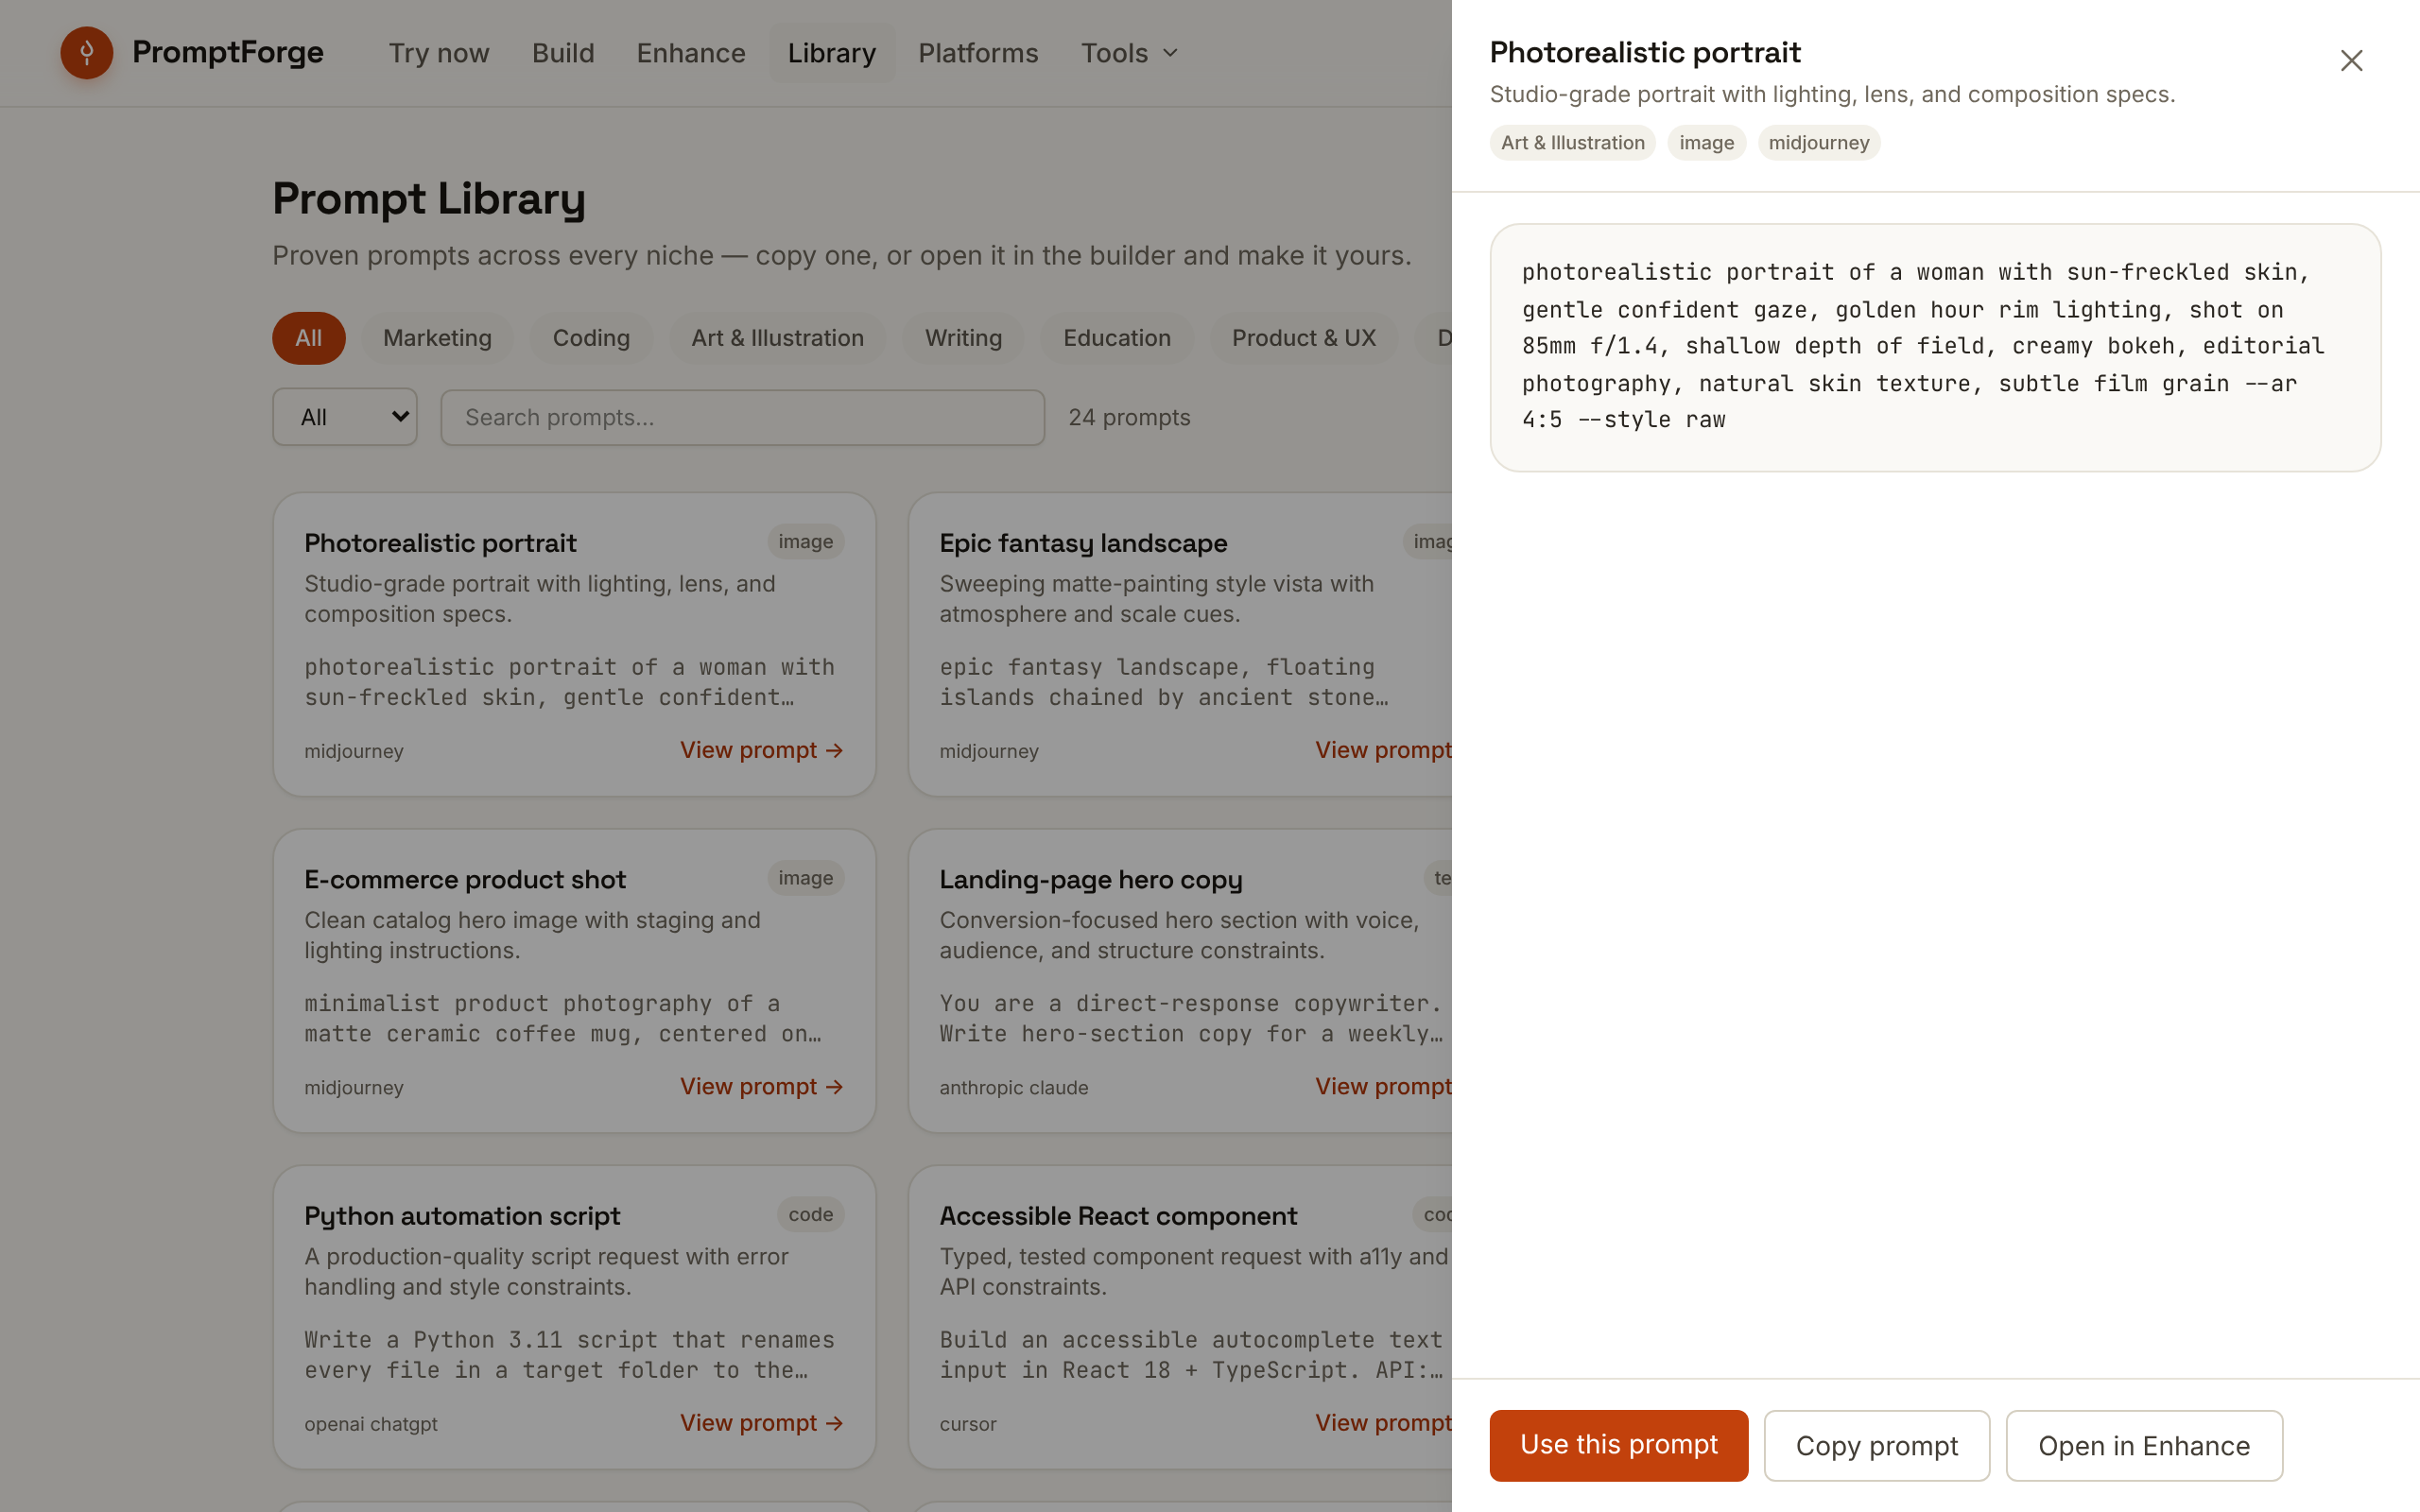 PromptForge
Try now
Build
Enhance
Library
Platforms
Tools
Prompt Library
Proven prompts across every niche — copy one, or open it in the builder and make it yours.
All
Marketing
Coding
Art & Illustration
Writing
Education
Product & UX
All
Search prompts...
24 prompts
Photorealistic portrait
image
Studio-grade portrait with lighting, lens, and
composition specs.
photorealistic portrait of a woman with
sun-freckled skin, gentle confident…
midjourney
View prompt →
Epic fantasy landscape
Sweeping matte-painting style vista with
atmosphere and scale cues.
epic fantasy landscape, floating
islands chained by ancient stone…
midjourney
View prompt
E-commerce product shot
image
Clean catalog hero image with staging and
lighting instructions.
minimalist product photography of a
matte ceramic coffee mug, centered on…
midjourney
View prompt →
Landing-page hero copy
Conversion-focused hero section with voice,
audience, and structure constraints.
You are a direct-response copywriter.
Write hero-section copy for a weekly…
anthropic claude
View prompt
Python automation script
code
A production-quality script request with error
handling and style constraints.
Write a Python 3.11 script that renames
every file in a target folder to the…
openai chatgpt
View prompt →
Accessible React component
Typed, tested component request with a11y and
API constraints.
Build an accessible autocomplete text
input in React 18 + TypeScript. API:…
cursor
View prompt
Photorealistic portrait
Studio-grade portrait with lighting, lens, and composition specs.
Art & Illustration
image
midjourney
photorealistic portrait of a woman with sun-freckled skin,
gentle confident gaze, golden hour rim lighting, shot on
85mm f/1.4, shallow depth of field, creamy bokeh, editorial
photography, natural skin texture, subtle film grain --ar
4:5 --style raw
Use this prompt
Copy prompt
Open in Enhance